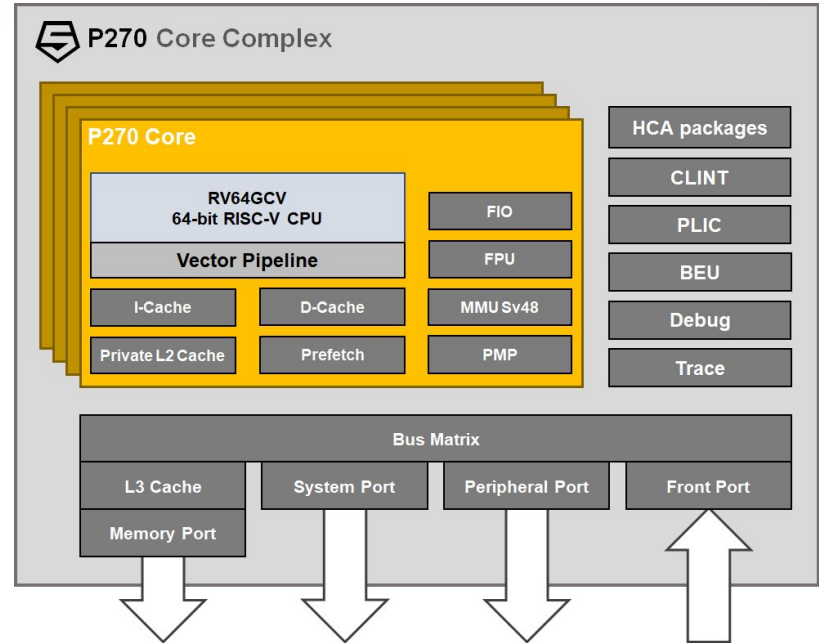 P270 Core Complex
P270 Core
RV64GCV
64-bit RISC-V CPU
Vector Pipeline
I-Cache
D-Cache
Private L2 Cache
Prefetch
FIO
FPU
MMU Sv48
PMP
HCA packages
CLINT
PLIC
BEU
Debug
Trace
Bus Matrix
L3 Cache
System Port
Peripheral Port
Front Port
Memory Port